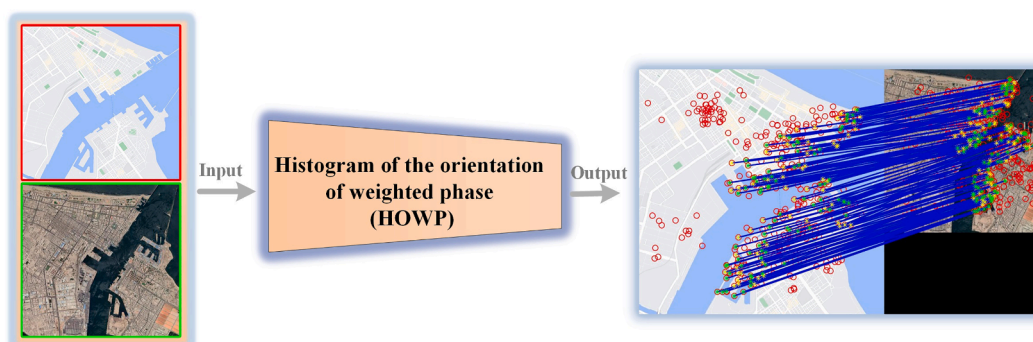 Input
Histogram of the orientation
of weighted phase
(HOWP)
Output